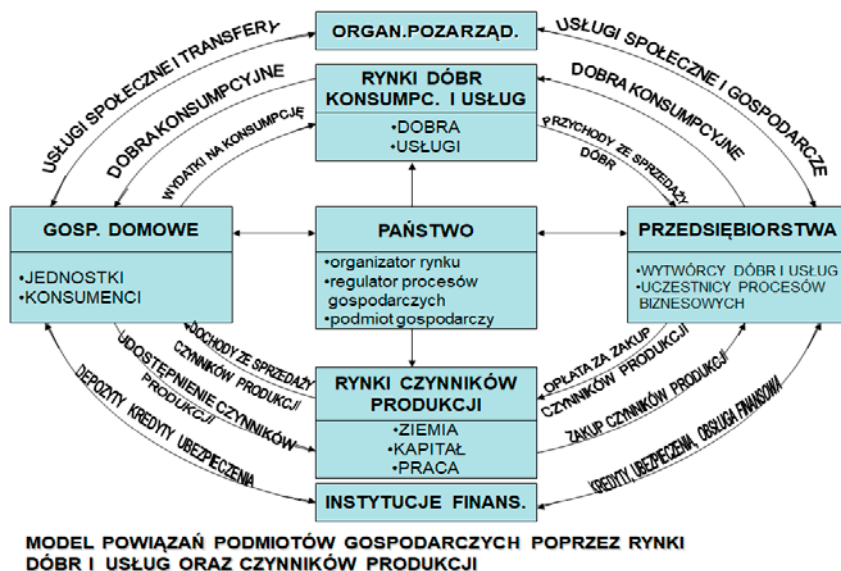 ORGAN.POZARZĄD.
USŁUGI SPOŁECZNE I TRANSFERY
USŁUGI SPOŁECZNE I GOSPODARCZE
DOBRA KONSUMPCYJNE
DOBRA KONSUMPCYJNE
WYDATKI NA KONSUMPCJĘ
PRZYCHODY ZE SPRZEDAŻY
DÓBR
RYNKI DÓBR
KONSUMPC. I USŁUG
•DOBRA
•USŁUGI
GOSP. DOMOWE
•JEDNOSTKI
•KONSUMENCI
PAŃSTWO
•organizator rynku
•regulator procesów
gospodarczych
•podmiot gospodarczy
PRZEDSIĘBIORSTWA
•WYTWÓRCY DÓBR I USŁUG
•UCZESTNICY PROCESÓW
BIZNESOWYCH
DOCHODY ZE SPRZEDAŻY
CZYNNIKÓW PRODUKCJI
UDOSTĘPNIENIE CZYNNIKÓW
PRODUKCJI
DEPOZYTY KREDYTY UBEZPIECZENIA
OPŁATA ZA ZAKUP
CZYNNIKÓW PRODUKCJI
ZAKUP CZYNNIKÓW PRODUKCJI
KREDYTY, UBEZPIECZENIA, OBSŁUGA FINANSOWA
RYNKI CZYNNIKÓW
PRODUKCJI
•ZIEMIA
•KAPITAŁ
•PRACA
INSTYTUCJE FINANS.
MODEL POWIĄZAŃ PODMIOTÓW GOSPODARCZYCH POPRZEZ RYNKI
DÓBR I USŁUG ORAZ CZYNNIKÓW PRODUKCJI